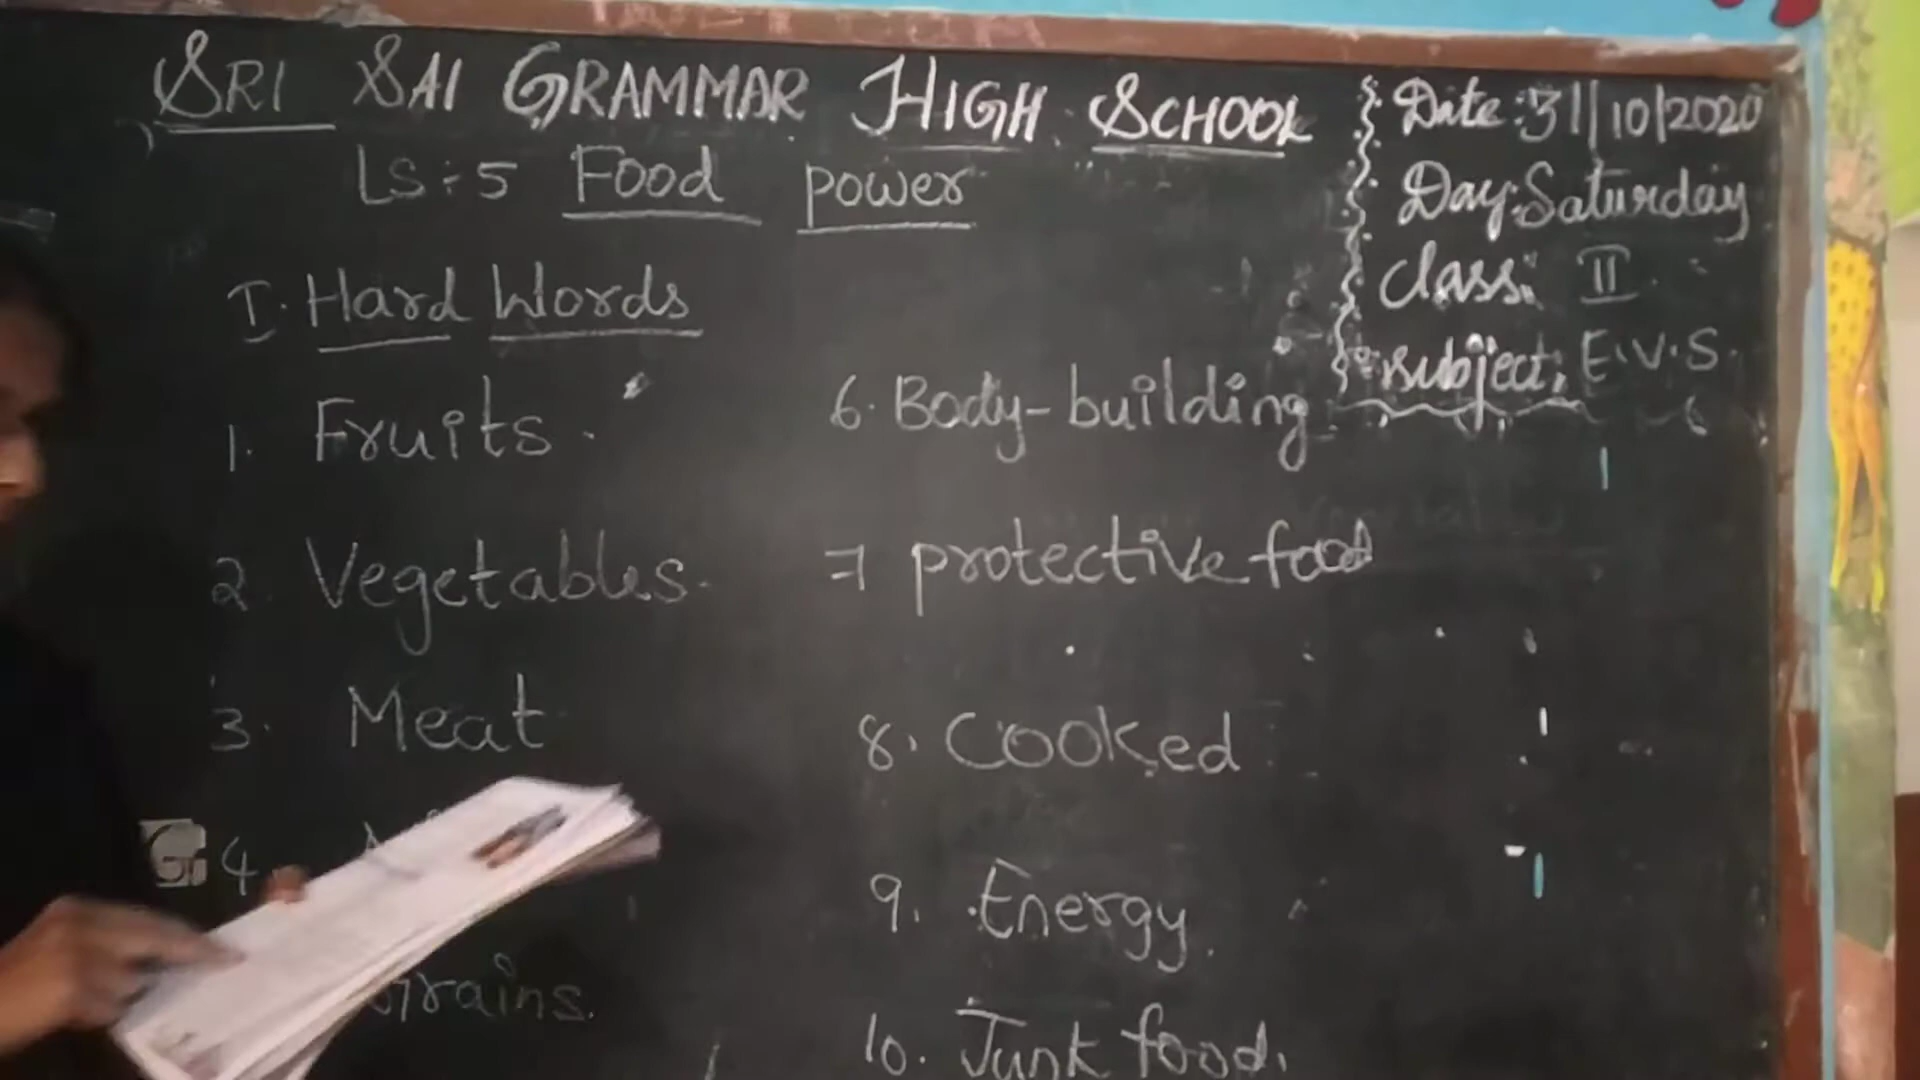 SRI SAI GRAMMAR HIGH SCHOOL
LS:5 Food power
Date:31/10/2020
Day:Saturday
Class: II
Subject: E.V.S.
I. Hard Words
1. Fruits.
2. Vegetables.
3. Meat
4.
Grains.
6. Body-building
7 protective food
8. Cooked
9. Energy.
10. Junk food.